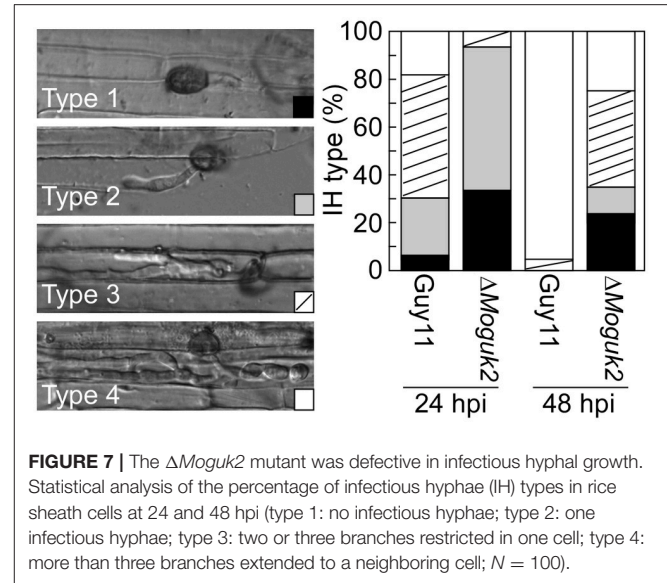 Type 1
Type 2
Type 3
Type 4
100
80
60
40
20
0
IH type (%)
Guy11
ΔMoguk2
Guy11
ΔMoguk2
24 hpi
48 hpi
FIGURE 7 | The ΔMoguk2 mutant was defective in infectious hyphal growth.
Statistical analysis of the percentage of infectious hyphae (IH) types in rice
sheath cells at 24 and 48 hpi (type 1: no infectious hyphae; type 2: one
infectious hyphae; type 3: two or three branches restricted in one cell; type 4:
more than three branches extended to a neighboring cell; N = 100).